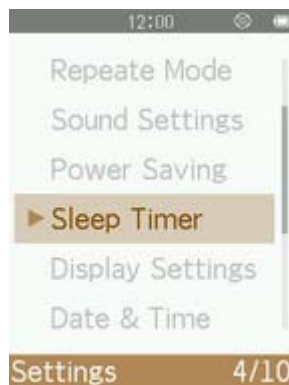 12:00
Repeate Mode
Sound Settings
Power Saving
Sleep Timer
Display Settings
Date & Time
Settings 4/10